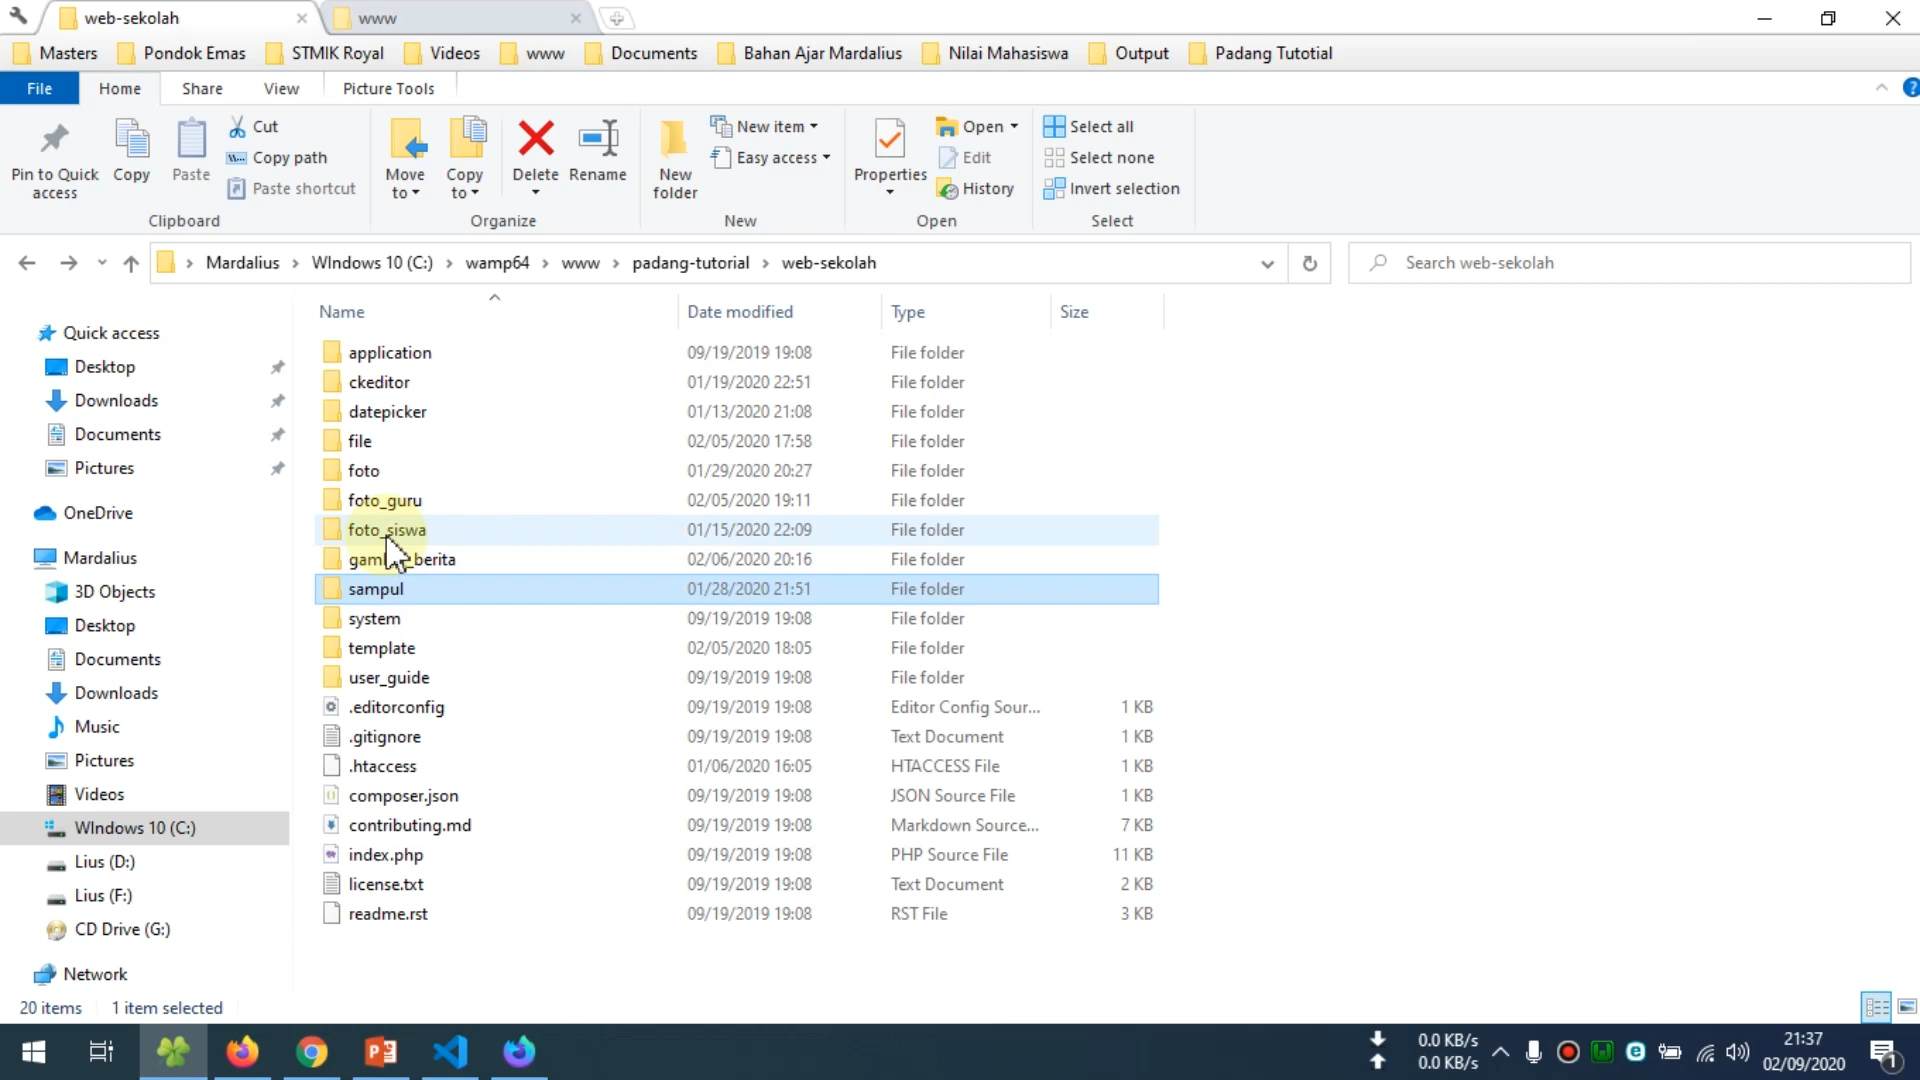 web-sekolah
www
Masters
Pondok Emas
STMIK Royal
Videos
www
Documents
Bahan Ajar Mardalius
Nilai Mahasiswa
Output
Padang Tutotial
File
Home
Share
View
Picture Tools
Pin to Quick access
Copy
Paste
Cut
Copy path
Paste shortcut
Clipboard
Move to
Copy to
Delete
Rename
Organize
New folder
New item
Easy access
New
Properties
Open
Edit
History
Open
Select all
Select none
Invert selection
Select
Mardalius > WIndows 10 (C:) > wamp64 > www > padang-tutorial > web-sekolah
Search web-sekolah
Quick access
Desktop
Downloads
Documents
Pictures
OneDrive
Mardalius
3D Objects
Desktop
Documents
Downloads
Music
Pictures
Videos
WIndows 10 (C:)
Lius (D:)
Lius (F:)
CD Drive (G:)
Network
Name Date modified Type Size
application 09/19/2019 19:08 File folder
ckeditor 01/19/2020 22:51 File folder
datepicker 01/13/2020 21:08 File folder
file 02/05/2020 17:58 File folder
foto 01/29/2020 20:27 File folder
foto_guru 02/05/2020 19:11 File folder
foto_siswa 01/15/2020 22:09 File folder
berita 02/06/2020 20:16 File folder
sampul 01/28/2020 21:51 File folder
system 09/19/2019 19:08 File folder
template 02/05/2020 18:05 File folder
user_guide 09/19/2019 19:08 File folder
.editorconfig 09/19/2019 19:08 Editor Config Sour... 1 KB
.gitignore 09/19/2019 19:08 Text Document 1 KB
.htaccess 01/06/2020 16:05 HTACCESS File 1 KB
composer.json 09/19/2019 19:08 JSON Source File 1 KB
contributing.md 09/19/2019 19:08 Markdown Source... 7 KB
index.php 09/19/2019 19:08 PHP Source File 11 KB
license.txt 09/19/2019 19:08 Text Document 2 KB
readme.rst 09/19/2019 19:08 RST File 3 KB
20 items 1 item selected
0.0 KB/s
0.0 KB/s
21:37
02/09/2020
1